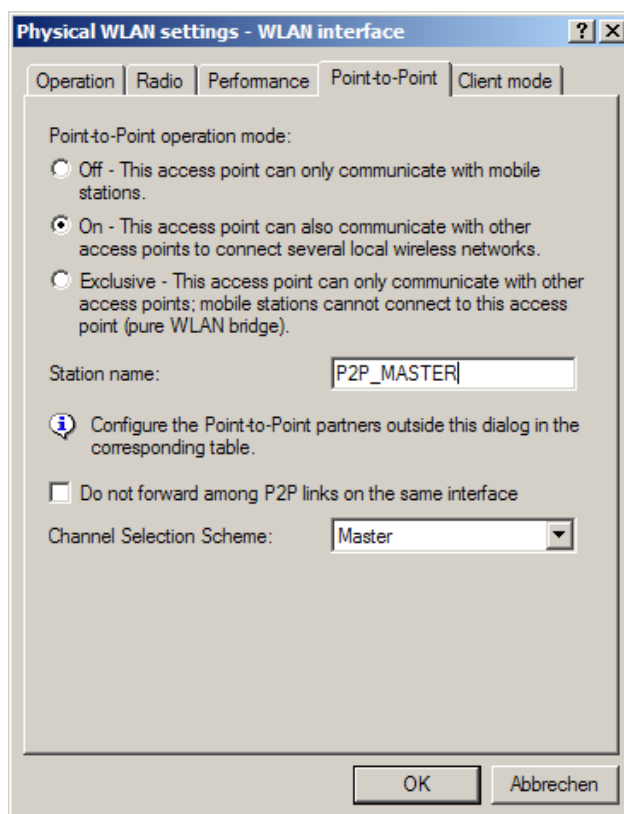 Physical WLAN settings - WLAN interface
Operation Radio Performance Point-to-Point Client mode
Point-to-Point operation mode:
Off - This access point can only communicate with mobile
stations.
On - This access point can also communicate with other
access points to connect several local wireless networks.
Exclusive - This access point can only communicate with other
access points; mobile stations cannot connect to this access
point (pure WLAN bridge).
Station name: P2P_MASTER
Configure the Point-to-Point partners outside this dialog in the
corresponding table.
Do not forward among P2P links on the same interface
Channel Selection Scheme: Master
OK Abbrechen